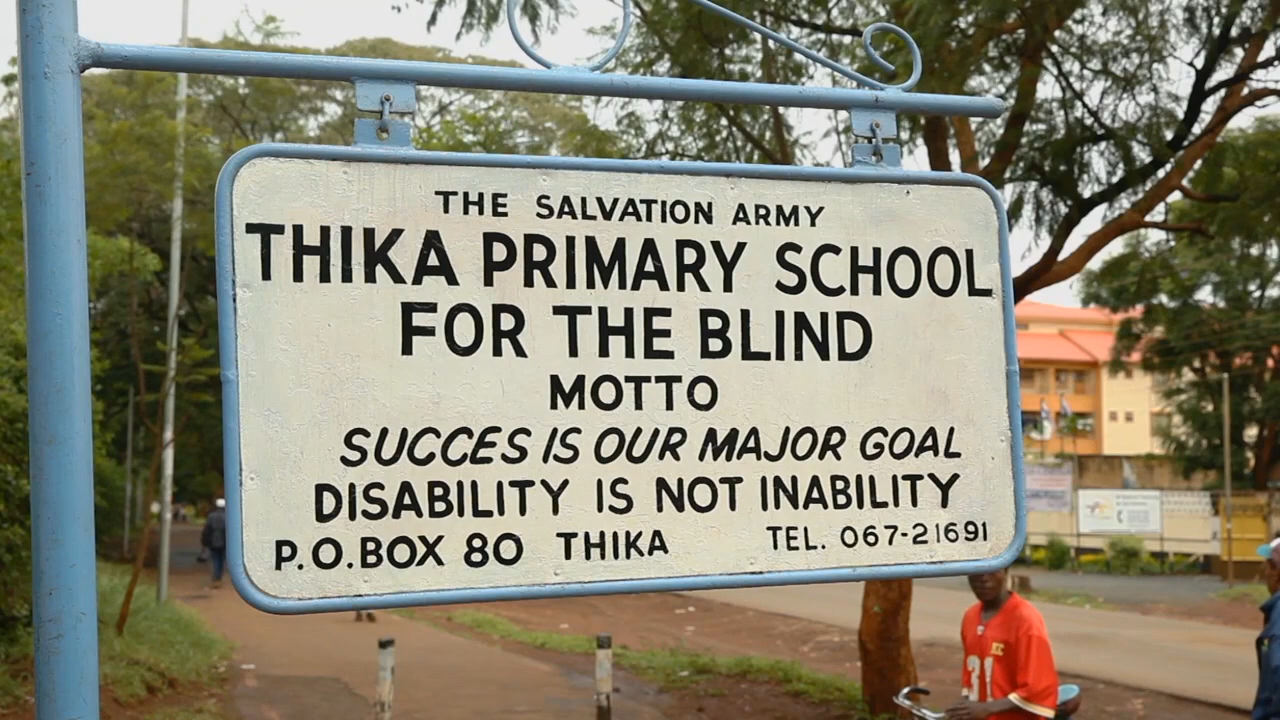 THE SALVATION ARMY
THIKA PRIMARY SCHOOL
FOR THE BLIND
MOTTO
SUCCES IS OUR MAJOR GOAL
DISABILITY IS NOT INABILITY
P.O.BOX 80 THIKA TEL. 067-21691
31